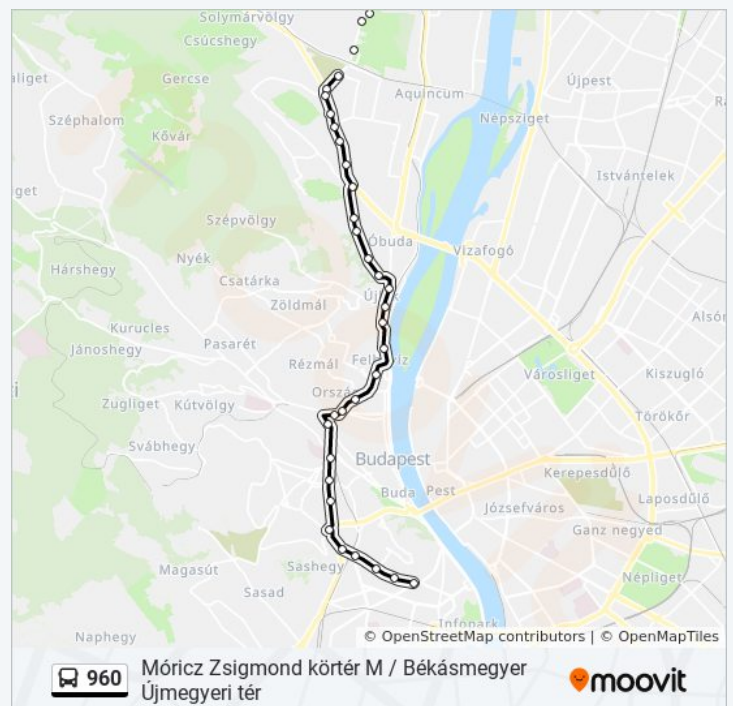 Solymárvölgy
Csúcshegy
Gercse
Széphalom
Kővár
Aquincum
Újpest
Népsziget
Istvántelek
Szépvölgy
Nyék
Óbuda
Vizafogó
Hárshegy
Csatárka
Zöldmál
Kurucles
Jánoshegy
Pasarét
Rézmál
Városliget
Kiszugló
Zugliget
Kútvölgy
Törökőr
Svábhegy
Budapest
Kerepesdűlő
Buda
Pest
Laposdűlő
Józsefváros
Ganz negyed
Magasút
Sashegy
Sasad
Népliget
Naphegy
Infopark
© OpenStreetMap contributors | © OpenMapTiles
960
Móricz Zsigmond körtér M / Békásmegyer
Újmegyeri tér
moovit